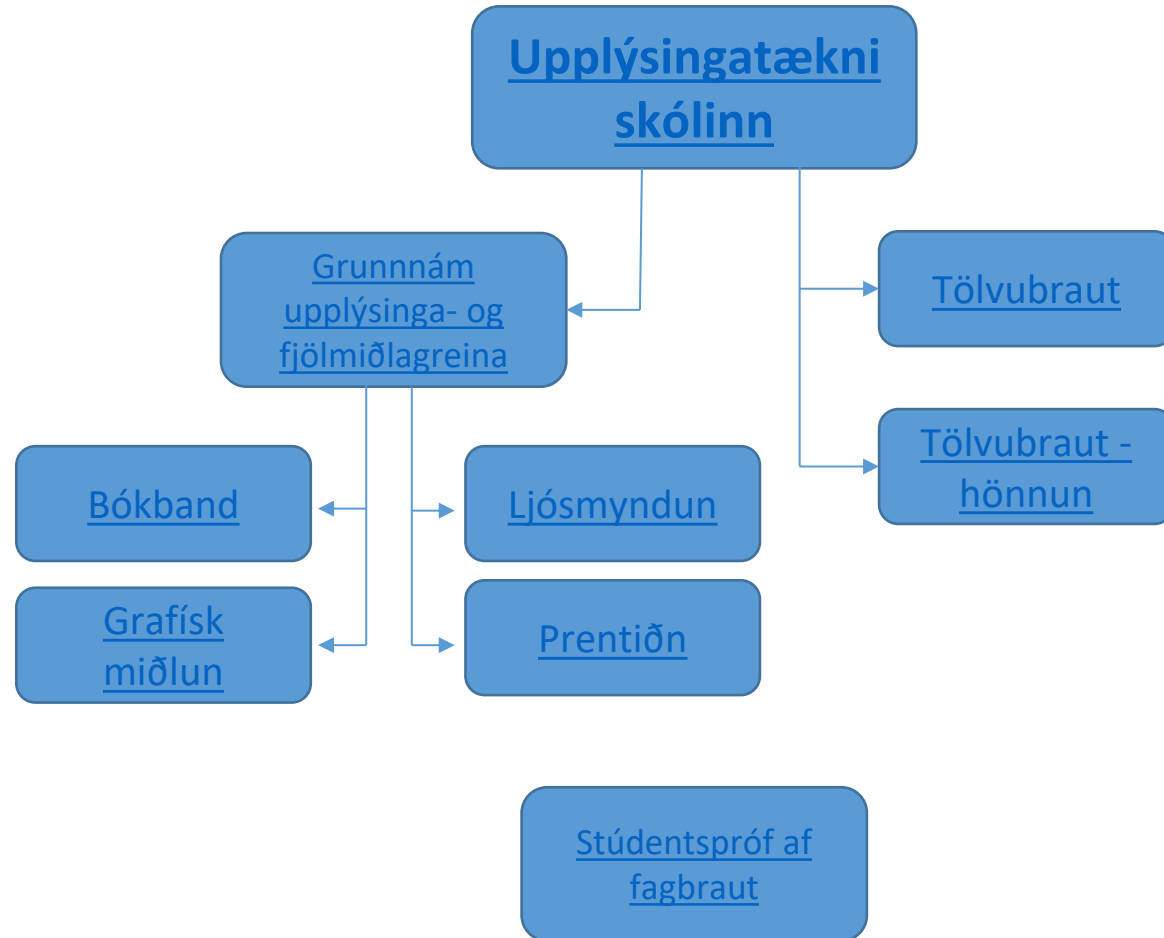 Upplýsingatækni
skólinn
Grunnnám
upplýsinga- og
fjölmiðlagreina
Tölvubraut
Tölvubraut -
hönnun
Bókband
Ljósmyndun
Grafísk
miðlun
Prentiðn
Stúdentspróf af
fagbraut